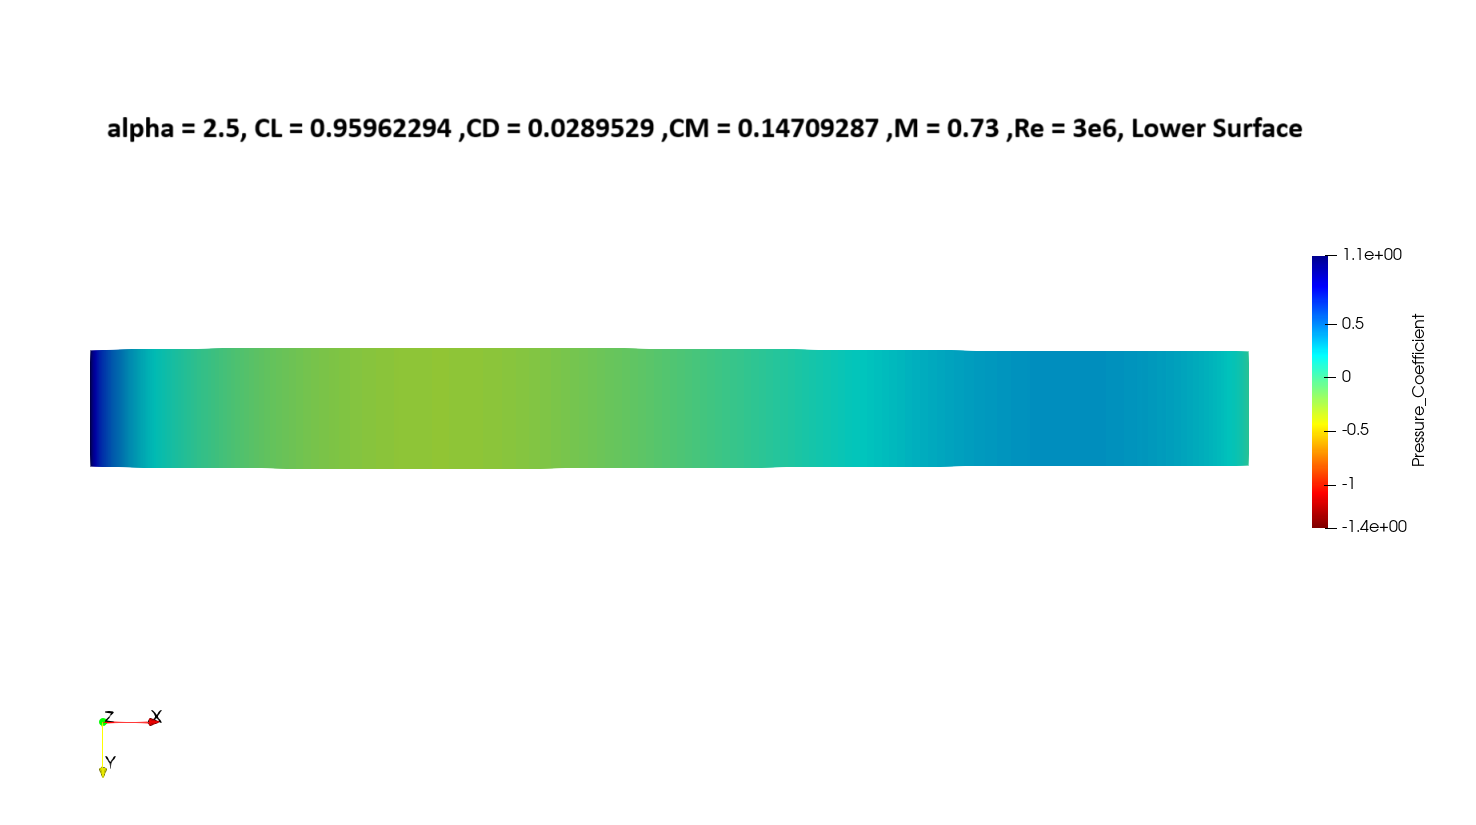 alpha = 2.5, CL = 0.95962294 ,CD = 0.0289529 ,CM = 0.14709287 ,M = 0.73 ,Re = 3e6, Lower Surface
1.1e+00
0.5
0
-0.5
-1
-1.4e+00
Pressure_Coefficient
Z
X
Y